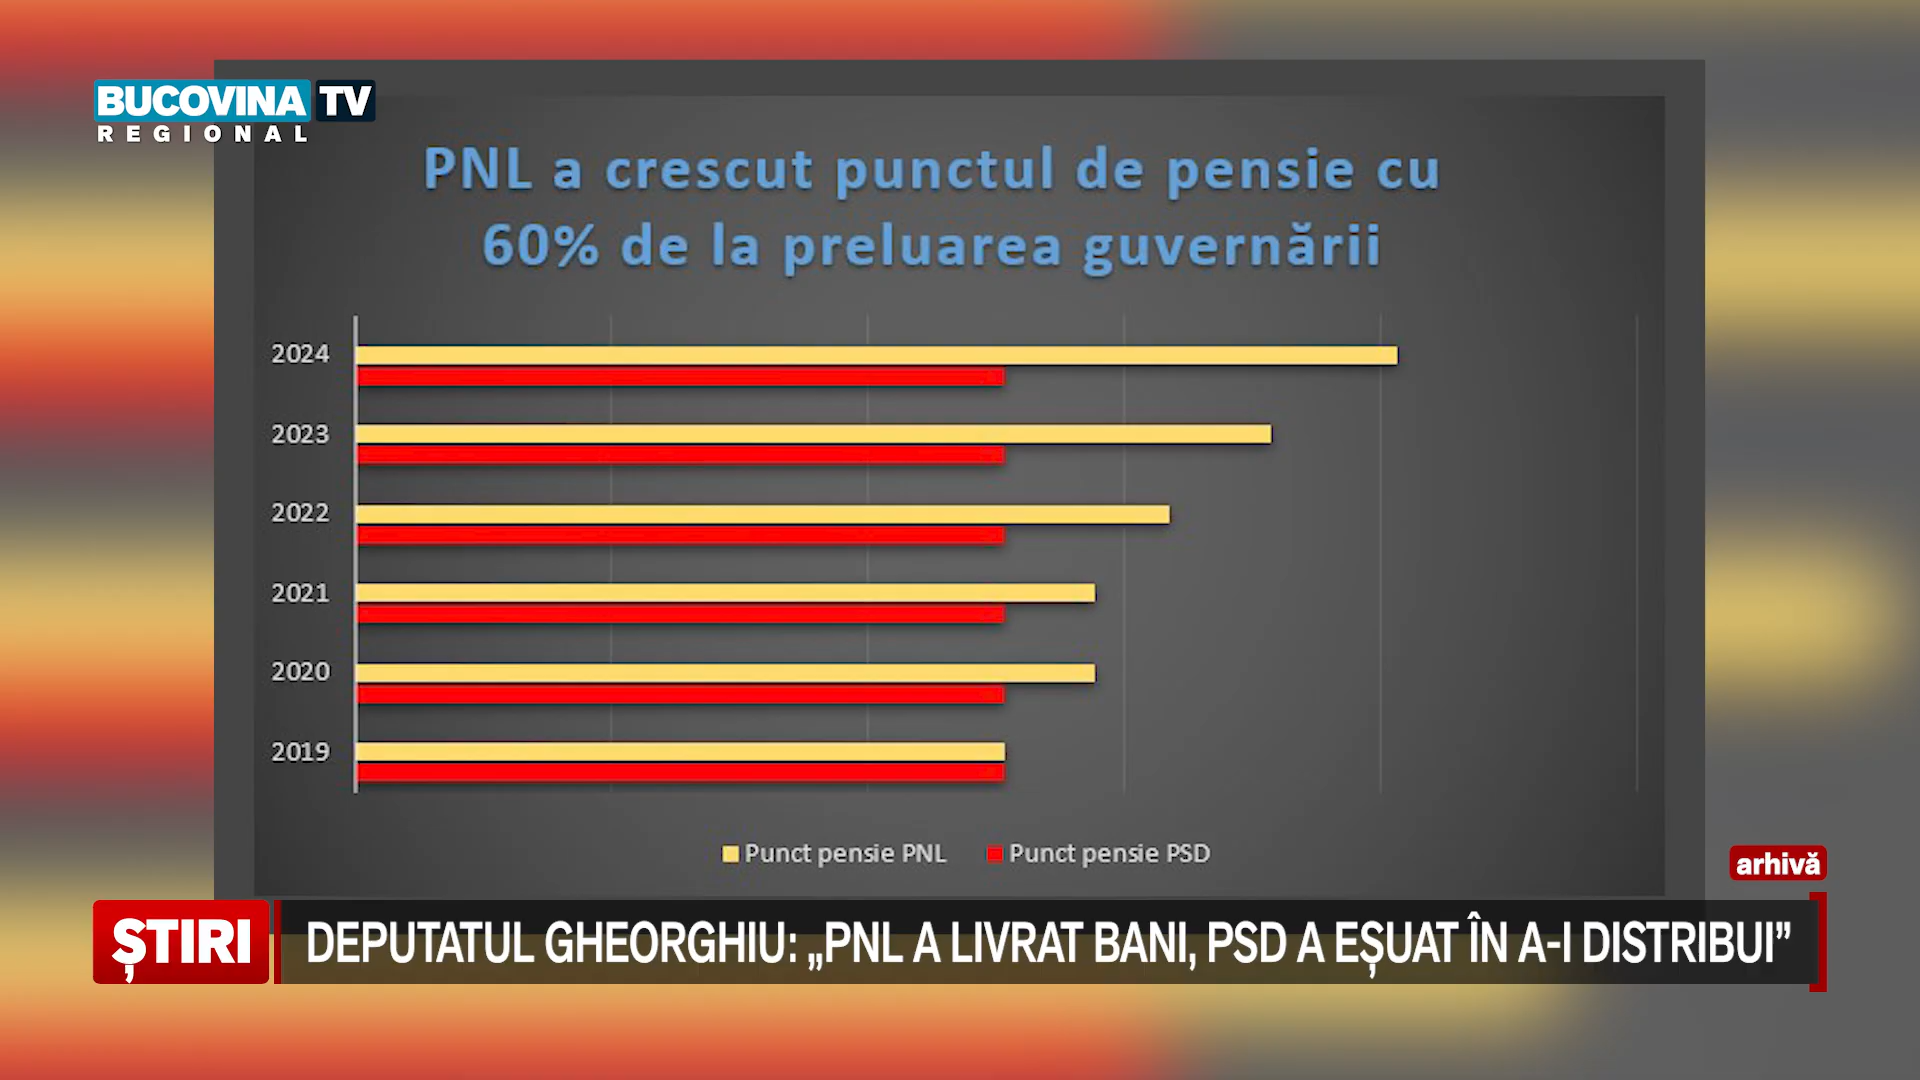 BUCOVINA TV
REGIONAL
PNL a crescut punctul de pensie cu
60% de la preluarea guvernării
2024
2023
2022
2021
2020
2019
Punct pensie PNL Punct pensie PSD
arhivă
ȘTIRI
DEPUTATUL GHEORGHIU: „PNL A LIVRAT BANI, PSD A EȘUAT ÎN A-I DISTRIBUI”